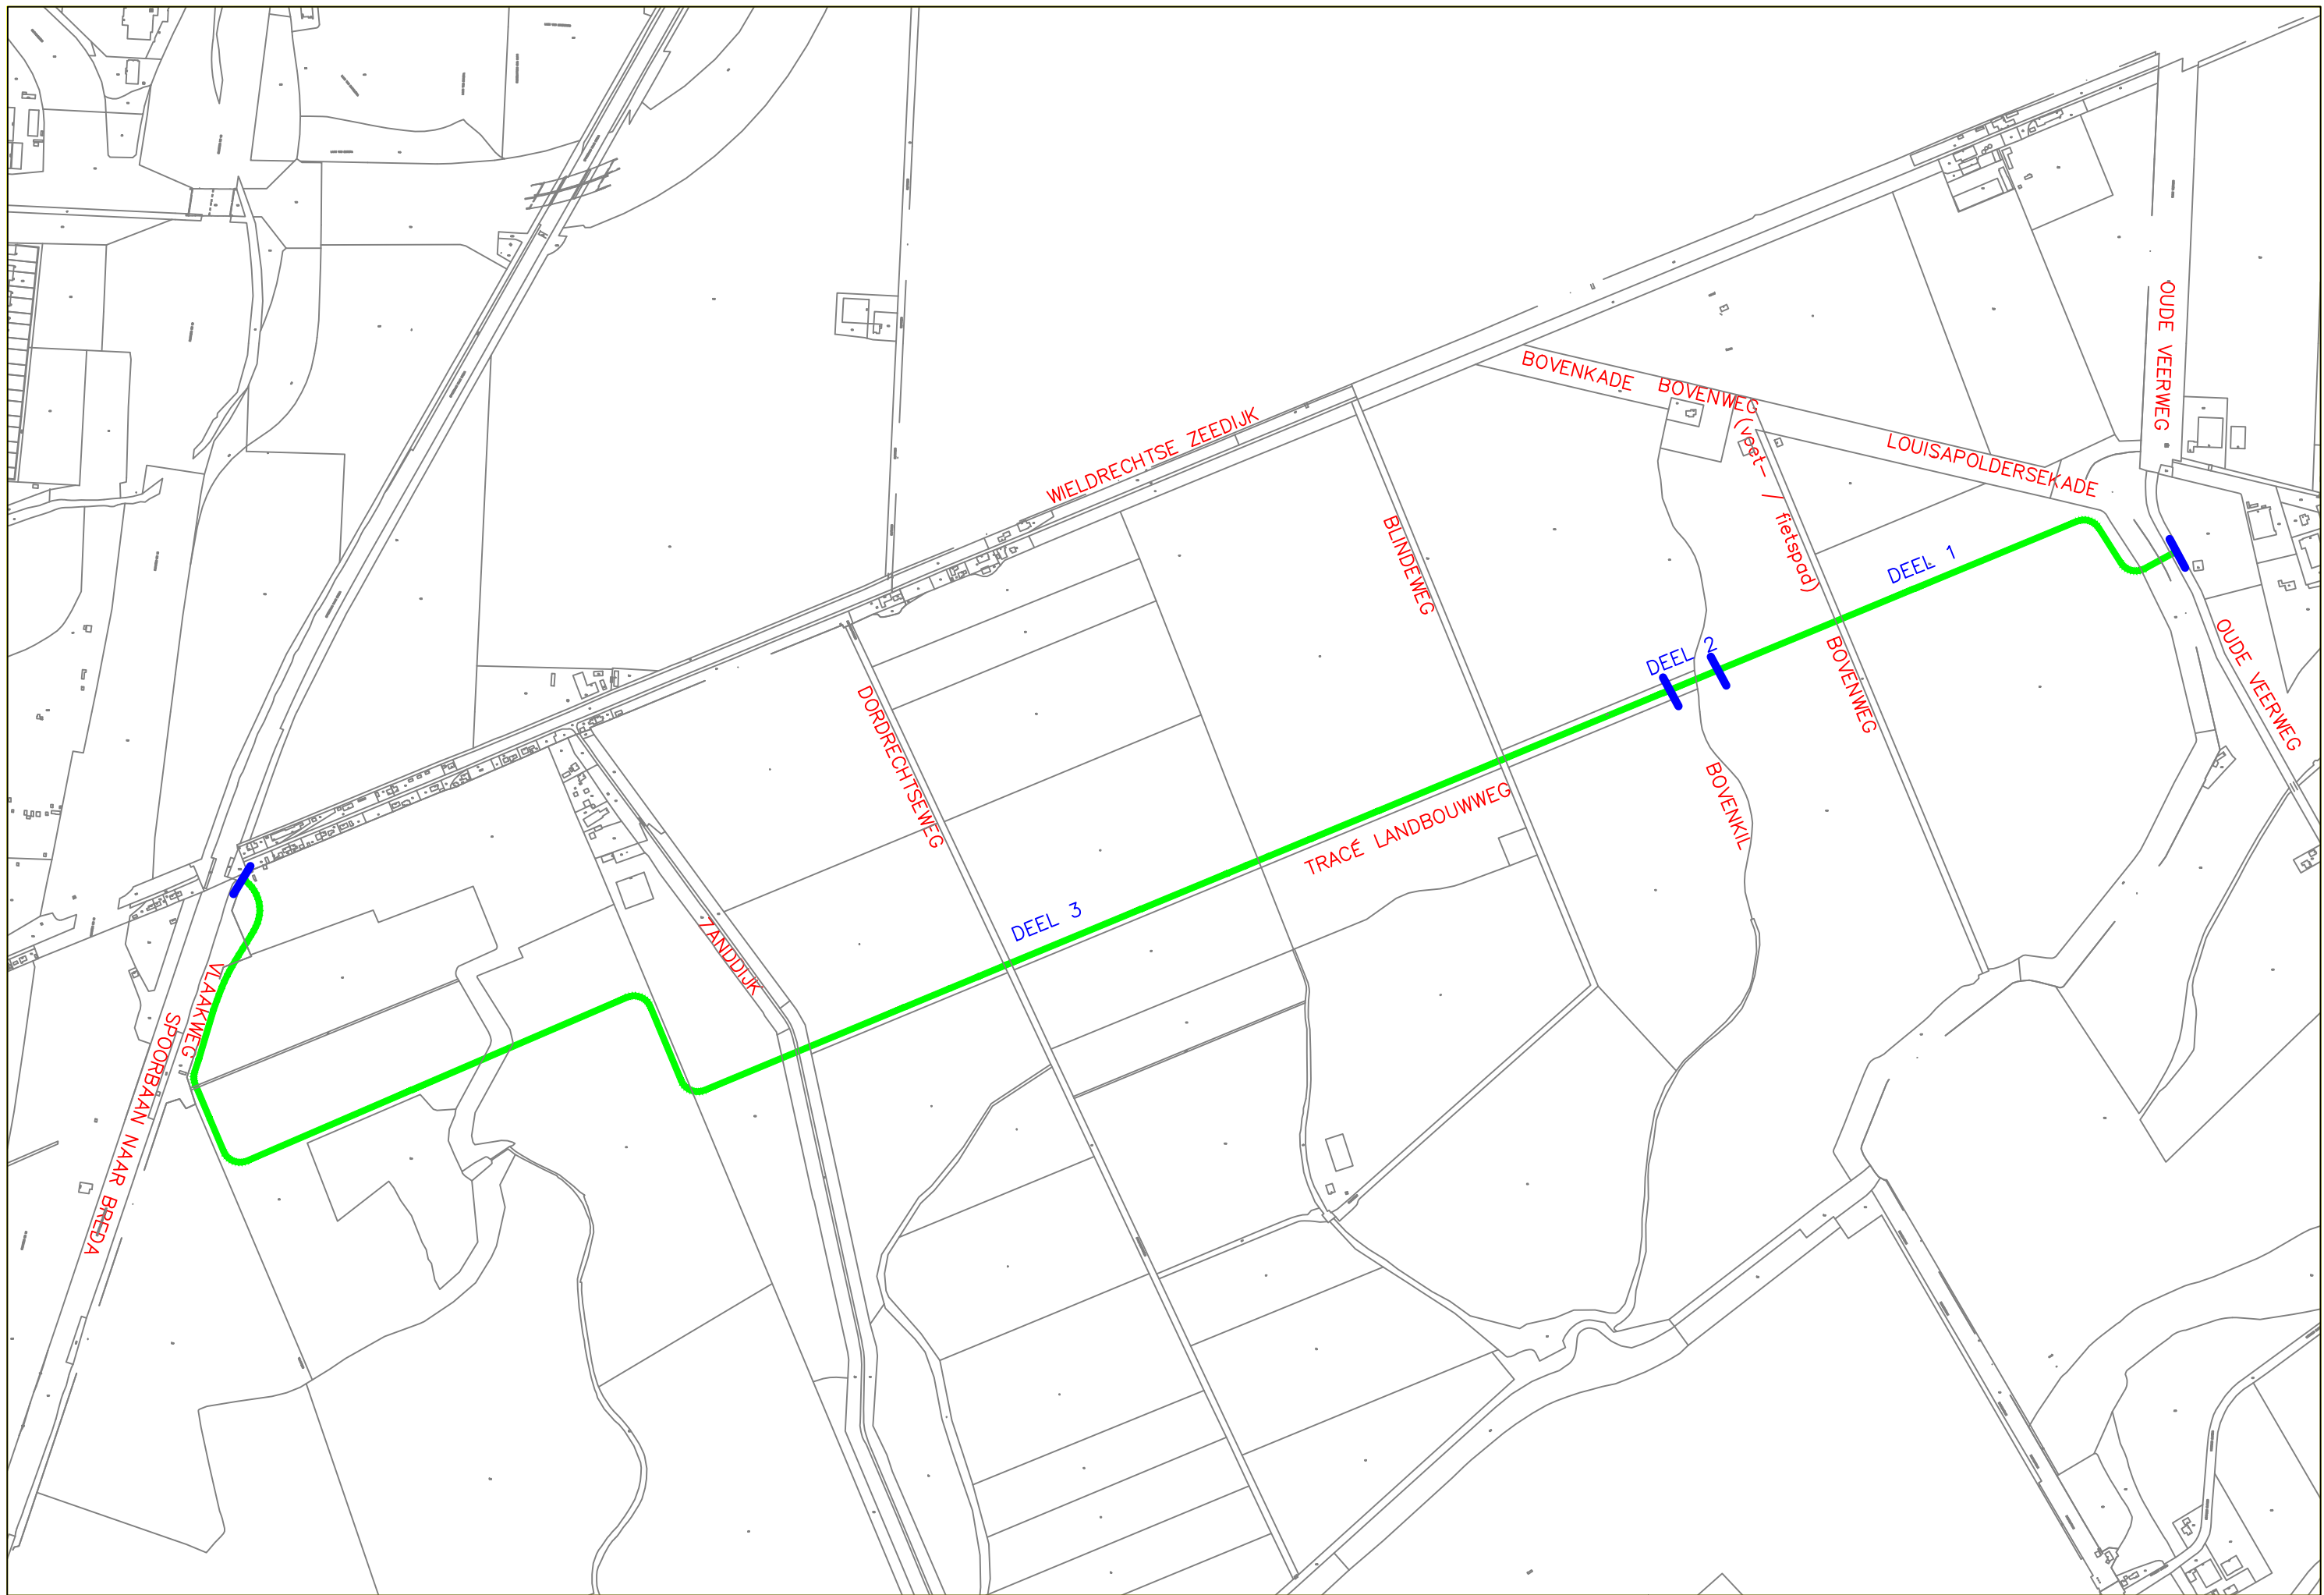 OUDE VEERWEG
BOVENKADE
BOVENWEG
(voet- / fietspad)
LOUISAPOLDERSEKADE
WIELDRECHTSE ZEEDIJK
BLINDEWEG
DEEL 1
DEEL 2
BOVENWEG
OUDE VEERWEG
DORDRECHTSEWEG
BOVENKIL
TRACÉ LANDBOUWWEG
DEEL 3
ZANDDIJK
VLAAKWEG
SPOORBAAN NAAR BREDA